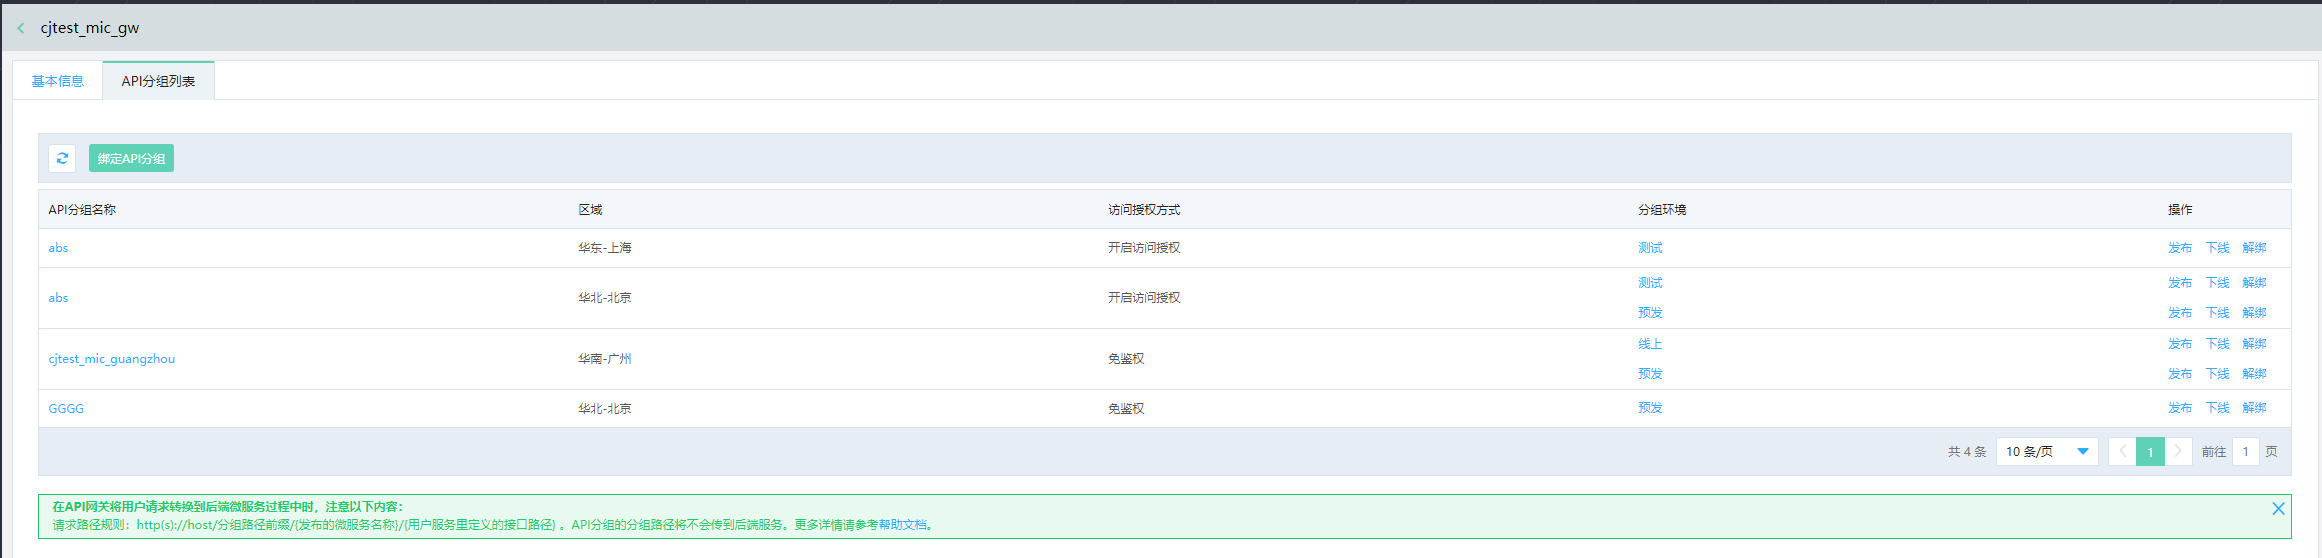 cjtest_mic_gw
基本信息 API分组列表
绑定API分组
API分组名称 区域 访问授权方式 分组环境 操作
abs 华东-上海 开启访问授权 测试 发布 下线 解绑
abs 华北-北京 开启访问授权 测试 发布 下线 解绑
预发 发布 下线 解绑
cjtest_mic_guangzhou 华南-广州 免鉴权 线上 发布 下线 解绑
预发 发布 下线 解绑
GGGG 华北-北京 免鉴权 预发 发布 下线 解绑
共 4 条 10 条/页 1 前往 1 页
在API网关将用户请求转换到后端微服务过程中时，注意以下内容：
请求路径规则：http(s)://host/分组路径前缀/{发布的微服务名称}/{用户服务里定义的接口路径} 。API分组的分组路径将不会传到后端服务。更多详情请参考帮助文档。